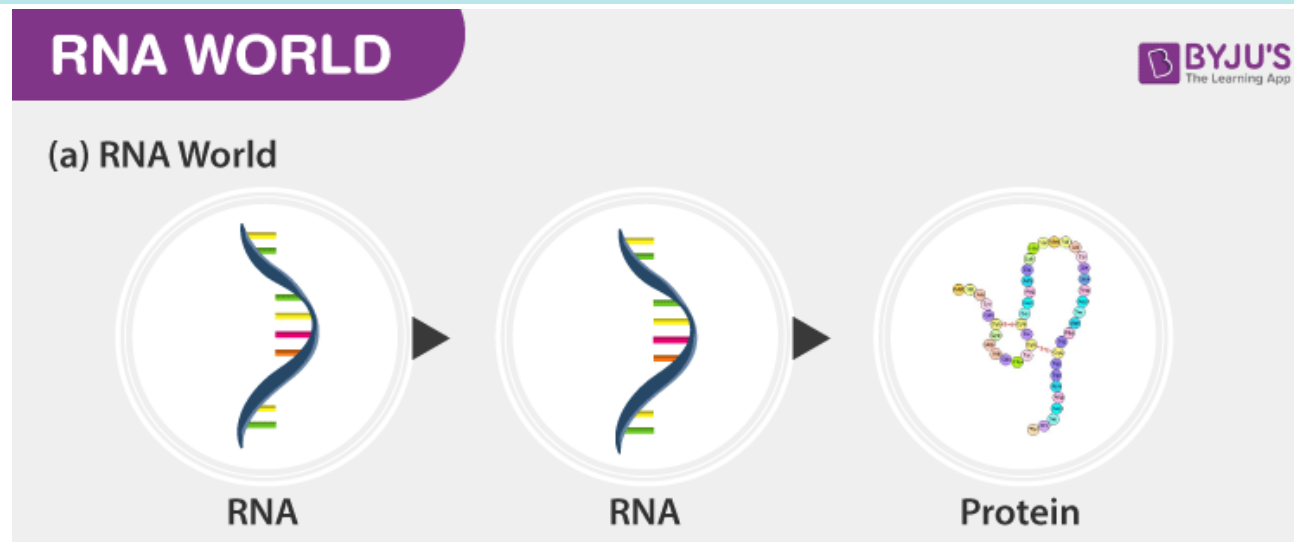 RNA WORLD
BYJU'S
The Learning App
(a) RNA World
RNA
RNA
Protein